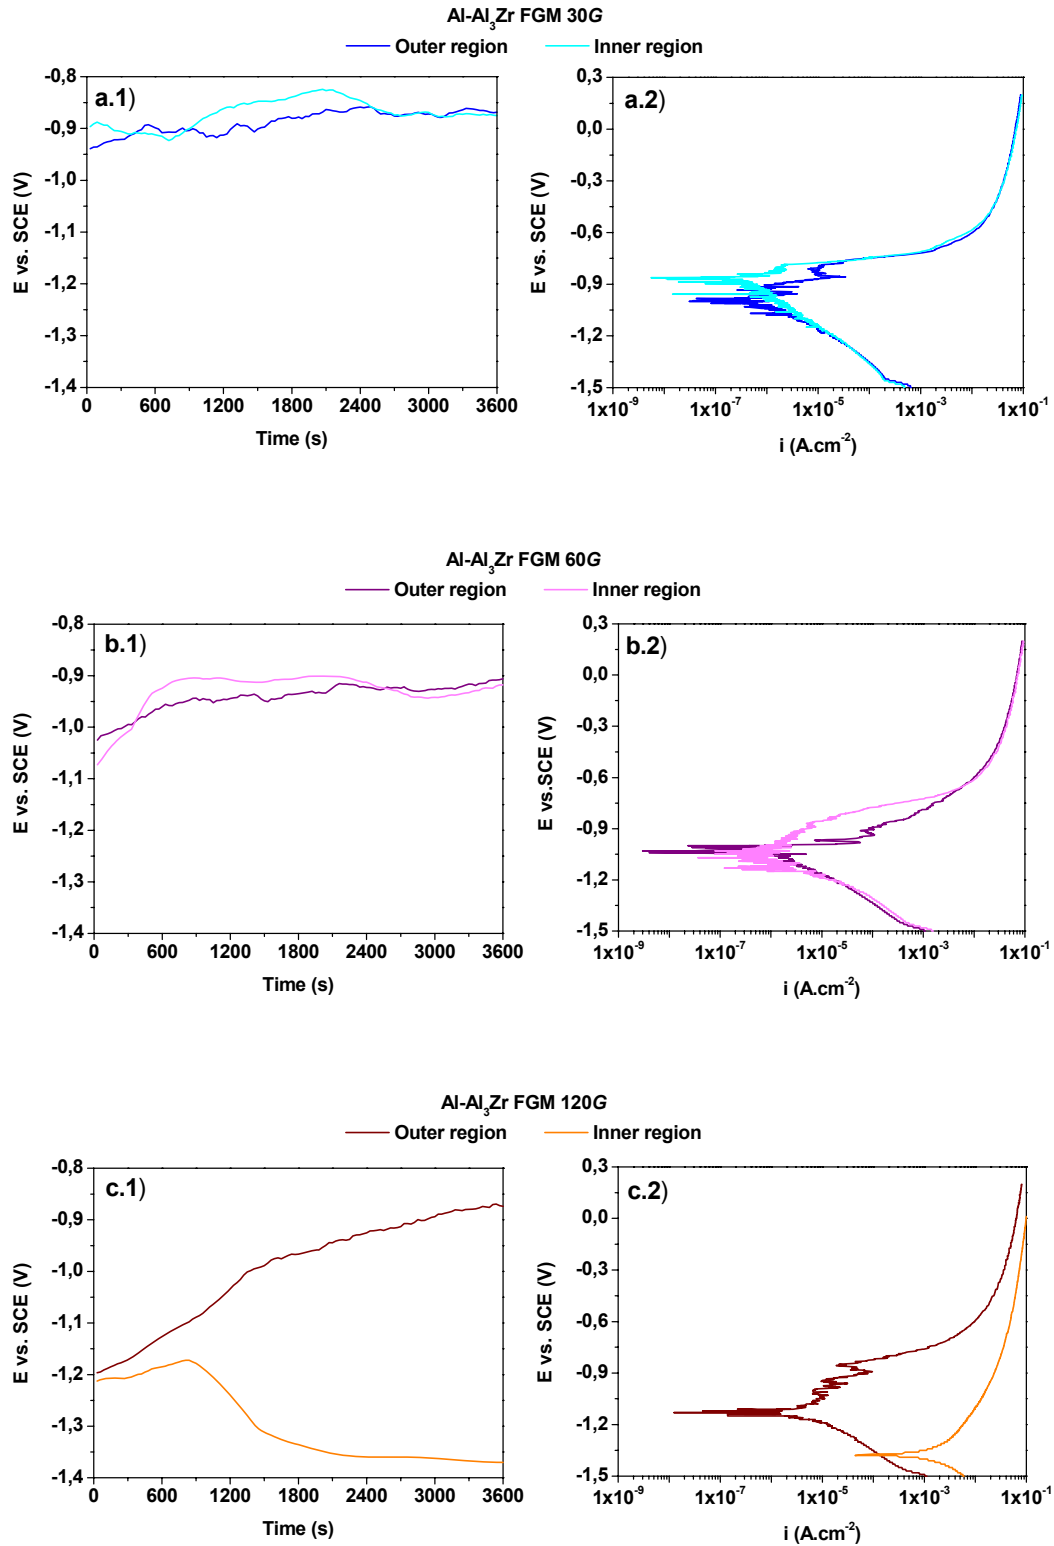 Al-Al3Zr FGM 30G
Outer region
Inner region
a.1)
-0,8
-0,9
-1,0
-1,1
-1,2
-1,3
-1,4
E vs. SCE (V)
0 600 1200 1800 2400 3000 3600
Time (s)
a.2)
0,3
0,0
-0,3
-0,6
-0,9
-1,2
-1,5
E vs. SCE (V)
1x10-9 1x10-7 1x10-5 1x10-3 1x10-1
i (A.cm-2)
Al-Al3Zr FGM 60G
Outer region
Inner region
b.1)
-0,8
-0,9
-1,0
-1,1
-1,2
-1,3
-1,4
E vs. SCE (V)
0 600 1200 1800 2400 3000 3600
Time (s)
b.2)
0,3
0,0
-0,3
-0,6
-0,9
-1,2
-1,5
E vs.SCE (V)
1x10-9 1x10-7 1x10-5 1x10-3 1x10-1
i (A.cm-2)
Al-Al3Zr FGM 120G
Outer region
Inner region
c.1)
-0,8
-0,9
-1,0
-1,1
-1,2
-1,3
-1,4
E vs. SCE (V)
0 600 1200 1800 2400 3000 3600
Time (s)
c.2)
0,3
0,0
-0,3
-0,6
-0,9
-1,2
-1,5
E vs. SCE (V)
1x10-9 1x10-7 1x10-5 1x10-3 1x10-1
i (A.cm-2)